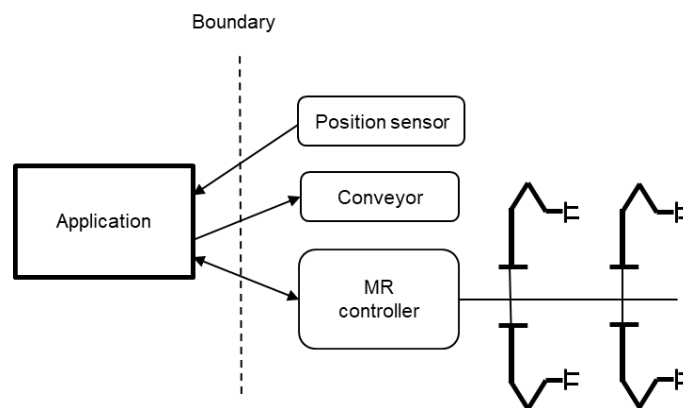 Boundary
Position sensor
Application
Conveyor
MR
controller